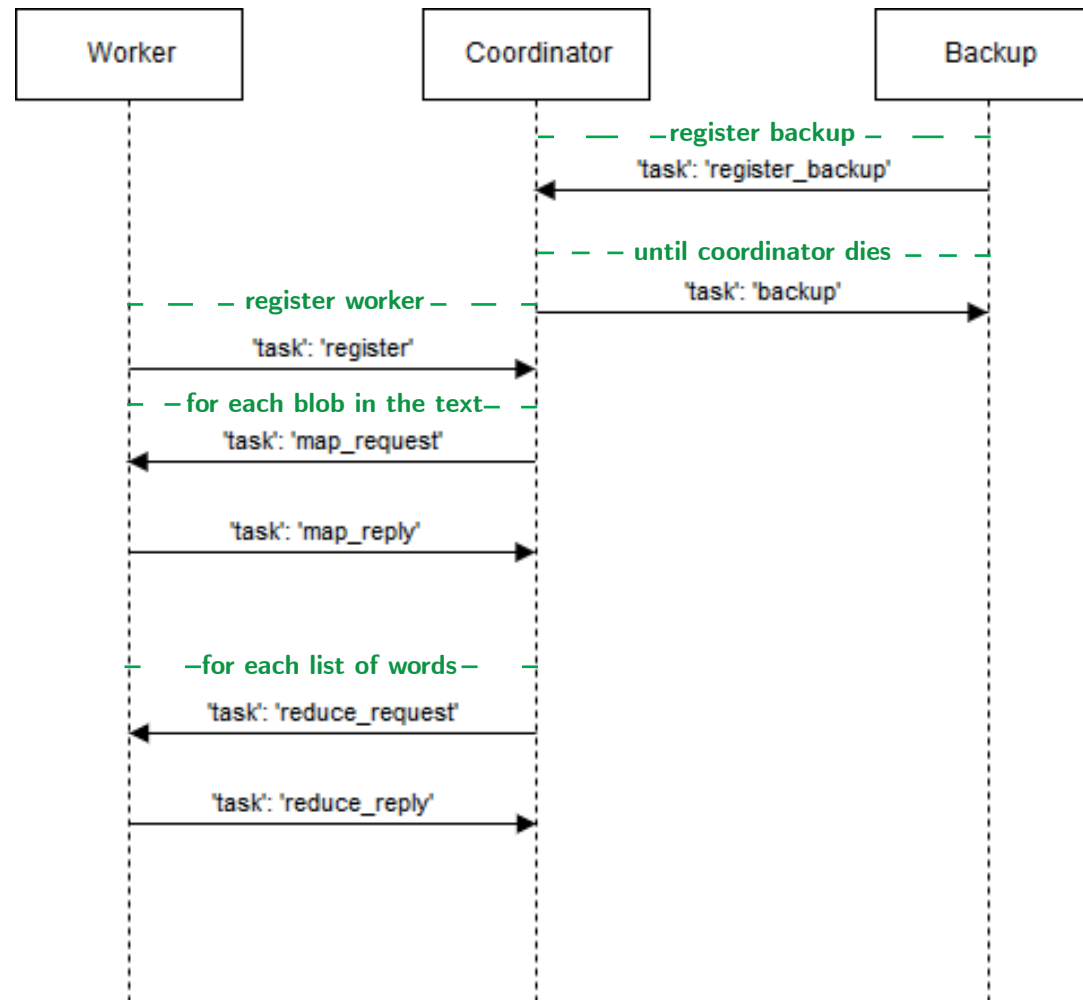 Worker
Coordinator
Backup
register backup
'task': 'register_backup'
until coordinator dies
'task': 'backup'
register worker
'task': 'register'
for each blob in the text
'task': 'map_request'
'task': 'map_reply'
for each list of words
'task': 'reduce_request'
'task': 'reduce_reply'